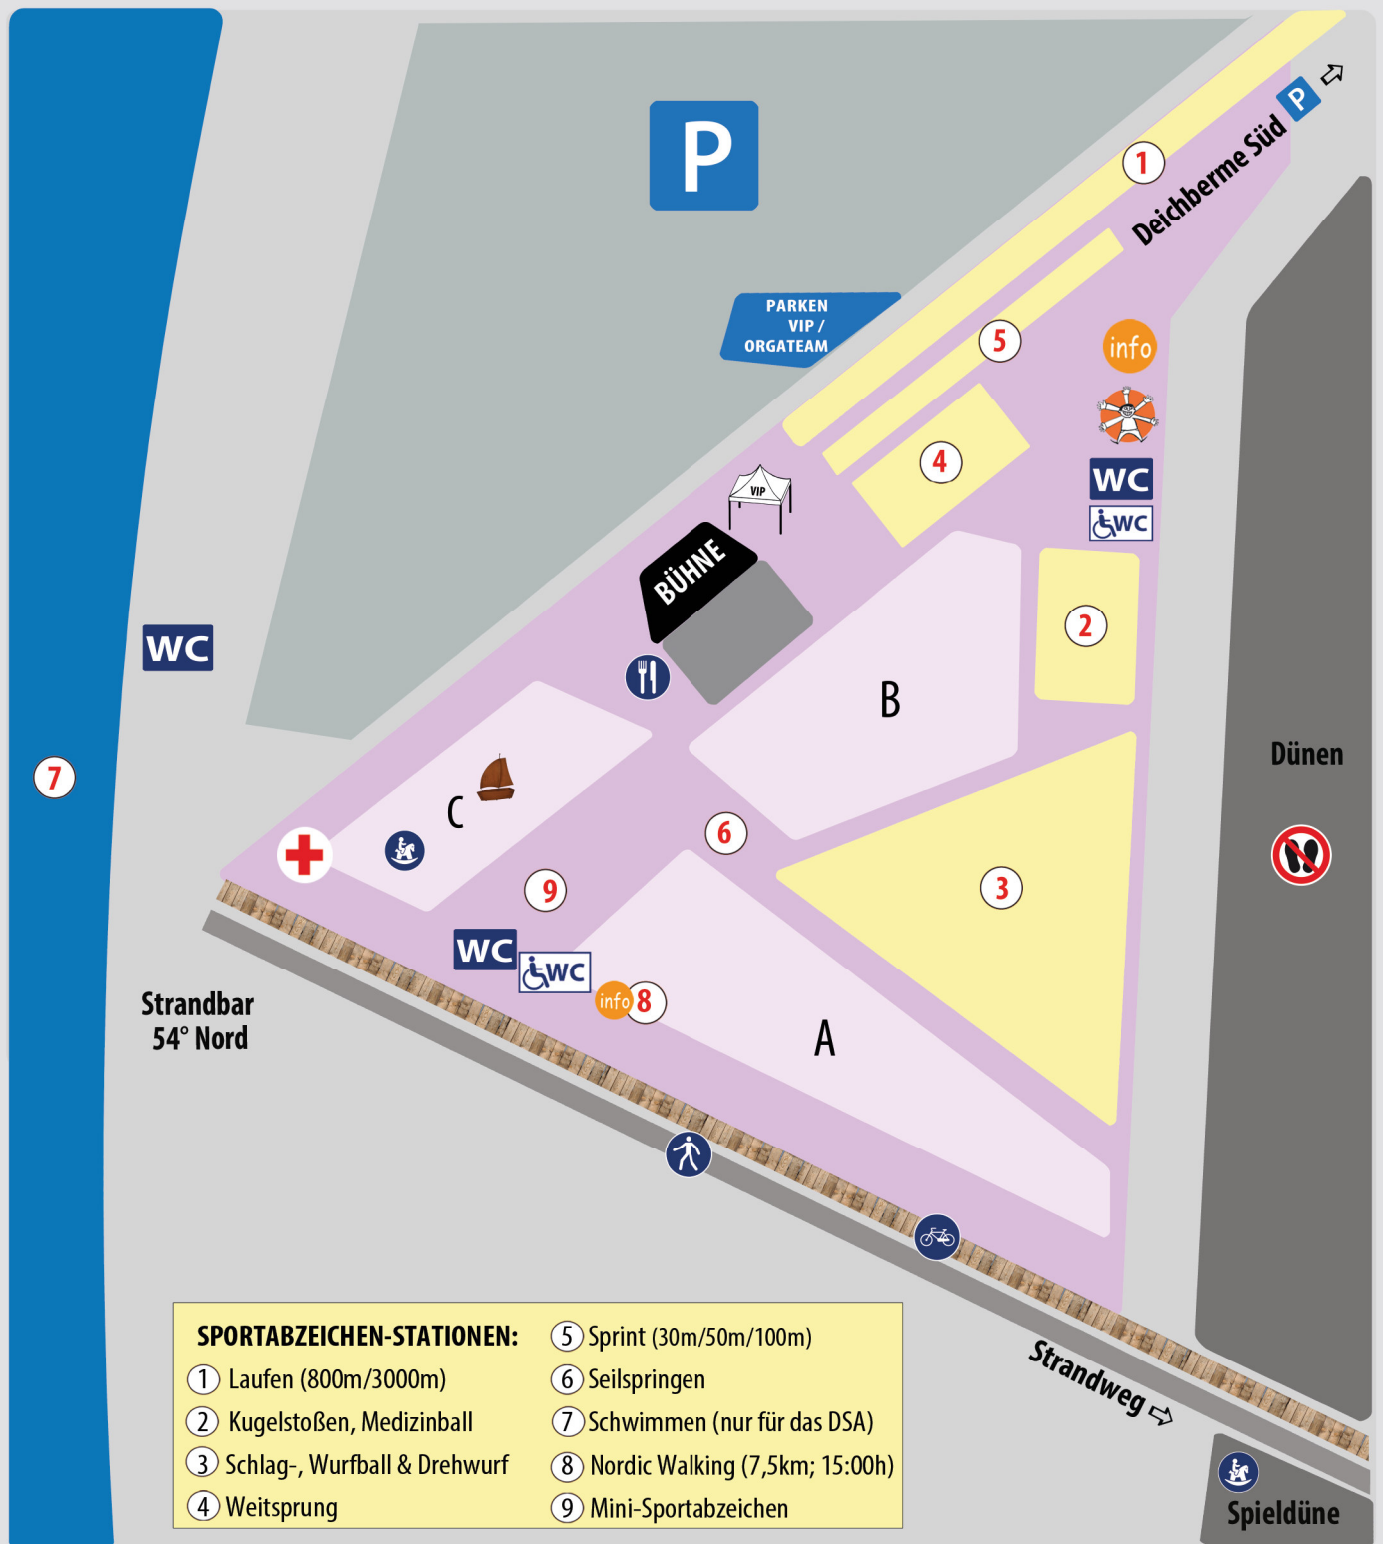 P
P
Deichberme Süd
1
PARKEN
VIP /
ORGATEAM
5
info
4
WC
WC
VIP
BÜHNE
2
WC
B
Dünen
7
C
6
3
9
WC
WC
info
8
Strandbar
54° Nord
A
Strandweg
Spieldüne
SPORTABZEICHEN-STATIONEN:
1 Laufen (800m/3000m)
2 Kugelstoßen, Medizinball
3 Schlag-, Wurfball & Drehwurf
4 Weitsprung
5 Sprint (30m/50m/100m)
6 Seilspringen
7 Schwimmen (nur für das DSA)
8 Nordic Walking (7,5km; 15:00h)
9 Mini-Sportabzeichen